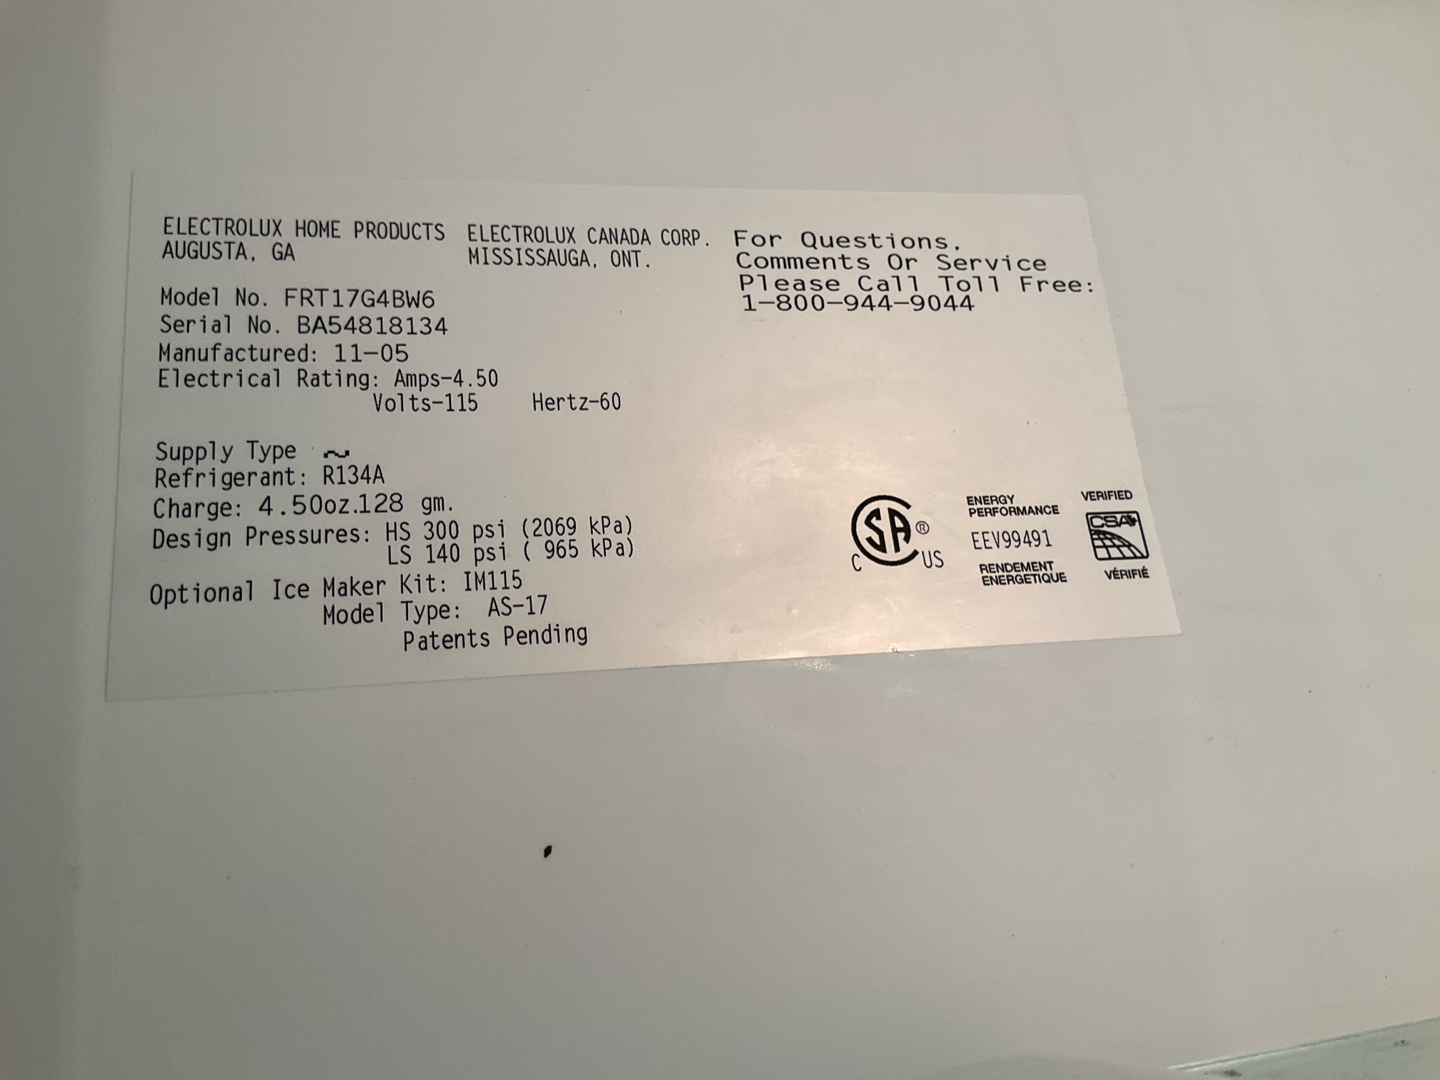 ELECTROLUX HOME PRODUCTS
AUGUSTA, GA
ELECTROLUX CANADA CORP.
MISSISSAUGA, ONT.
For Questions,
Comments Or Service
Please Call Toll Free:
1-800-944-9044
Model No. FRT17G4BW6
Serial No. BA54818134
Manufactured: 11-05
Electrical Rating: Amps-4.50
Volts-115 Hertz-60
Supply Type ~
Refrigerant: R134A
Charge: 4.50oz.128 gm.
Design Pressures: HS 300 psi (2069 kPa)
LS 140 psi ( 965 kPa)
Optional Ice Maker Kit: IM115
Model Type: AS-17
Patents Pending
C SA ® US
ENERGY
PERFORMANCE
EEV99491
RENDEMENT
ENERGETIQUE
VERIFIED
CSA
VÉRIFIÉ